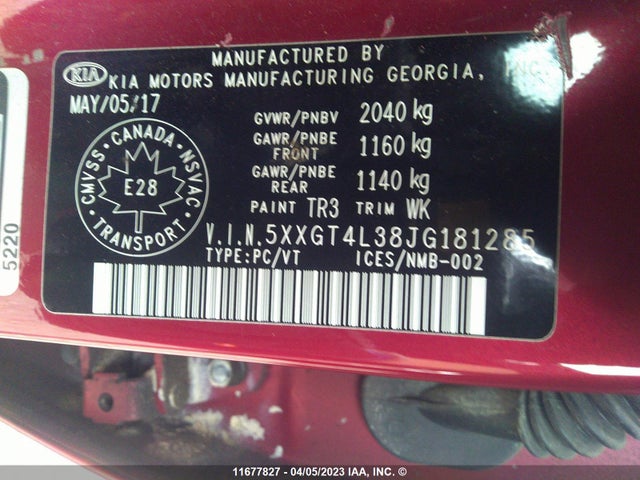 MANUFACTURED BY
KIA KIA MOTORS MANUFACTURING GEORGIA, INC.
MAY/05/17
GVWR/PNBV 2040 kg
GAWR/PNBE FRONT 1160 kg
GAWR/PNBE REAR 1140 kg
PAINT TR3 TRIM WK
CANADA
CMVSS NSVAC
E28
TRANSPORT
V.I.N.5XXGT4L38JG181285
TYPE:PC/VT ICES/NMB-002
5220
11677827 - 04/05/2023 IAA, INC. ©